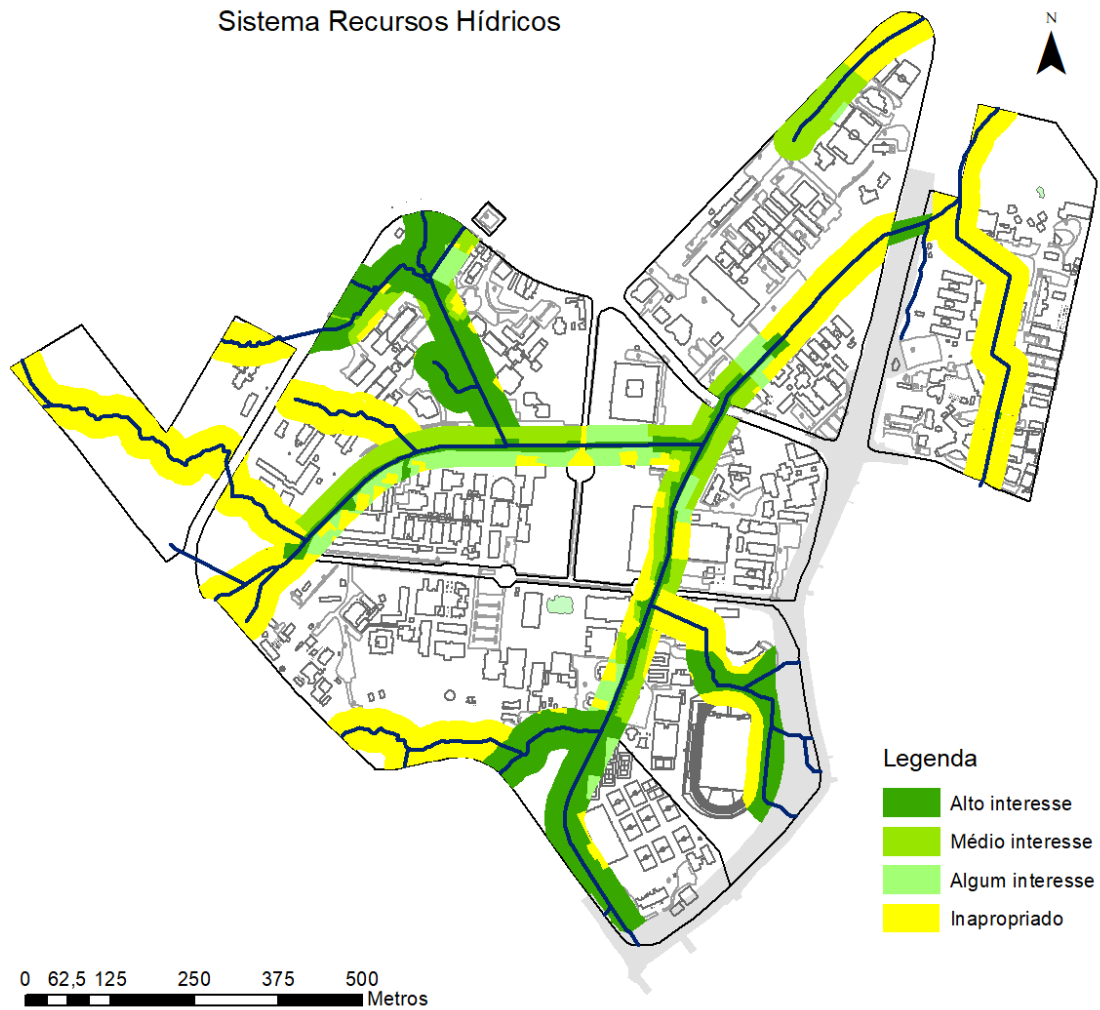 Sistema Recursos Hídricos
N
Legenda
Alto interesse
Médio interesse
Algum interesse
Inapropriado
0 62,5 125 250 375 500
Metros